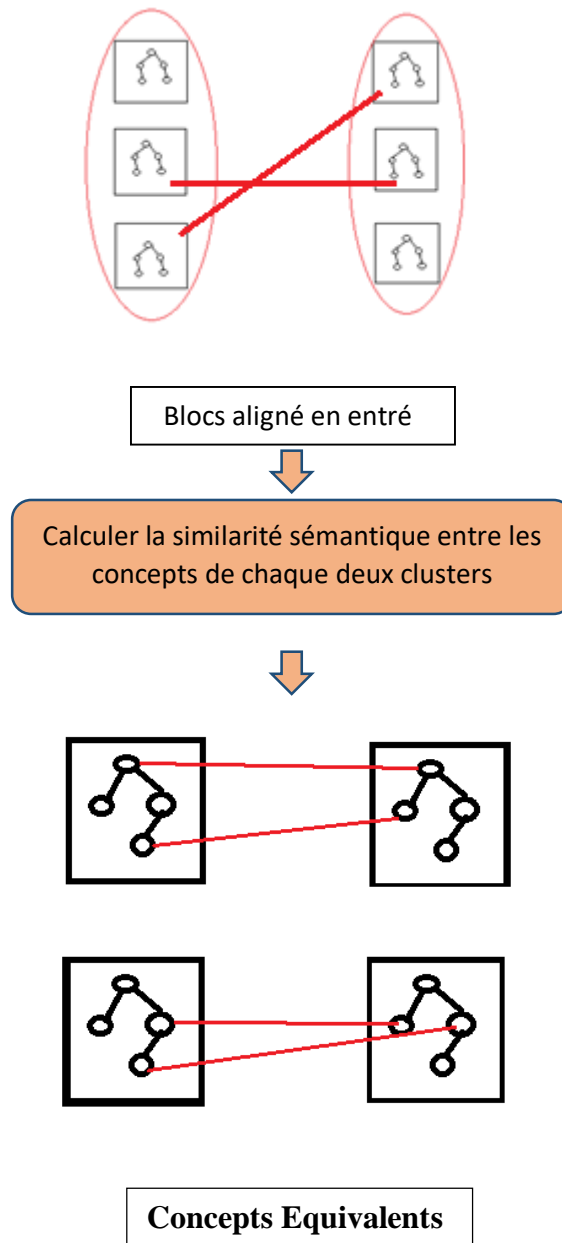 Blocs aligné en entré
Calculer la similarité sémantique entre les
concepts de chaque deux clusters
Concepts Equivalents